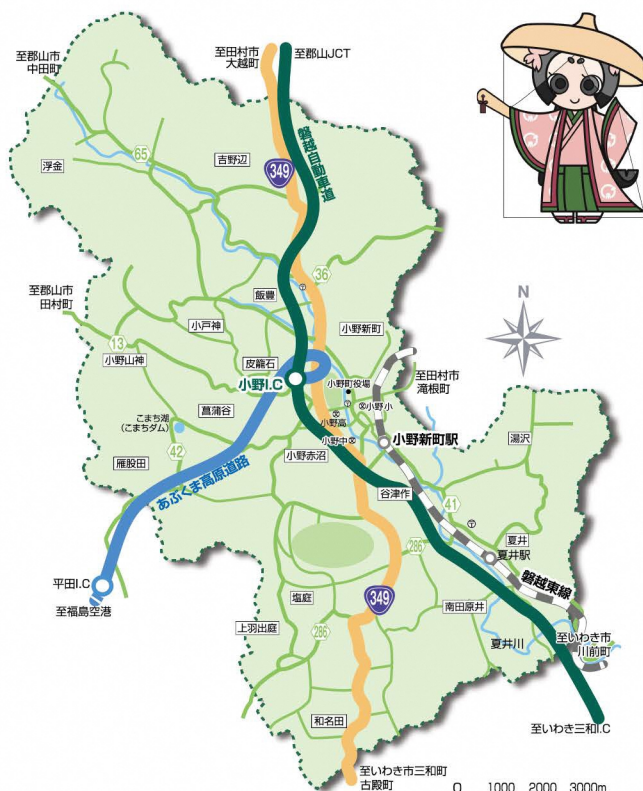 至田村市
大越町
至郡山JCT
至郡山市
中田町
65
浮金
吉野辺
349
磐越自動車道
36
飯豊
至郡山市
田村町
小戸神
小野新町
N
13
小野山神
皮籠石
至田村市
滝根町
小野I.C
小野町役場
小野小
こまち湖
(こまちダム)
菖蒲谷
小野高
小野中
小野新町駅
湯沢
42
雁股田
小野赤沼
あぶくま高原道路
谷津作
41
夏井
夏井駅
286
平田I.C
至福島空港
塩庭
349
磐越東線
南田原井
上羽出庭
286
夏井川
至いわき市
川前町
和名田
至いわき三和I.C
至いわき市三和町
古殿町
0 1000 2000 3000m